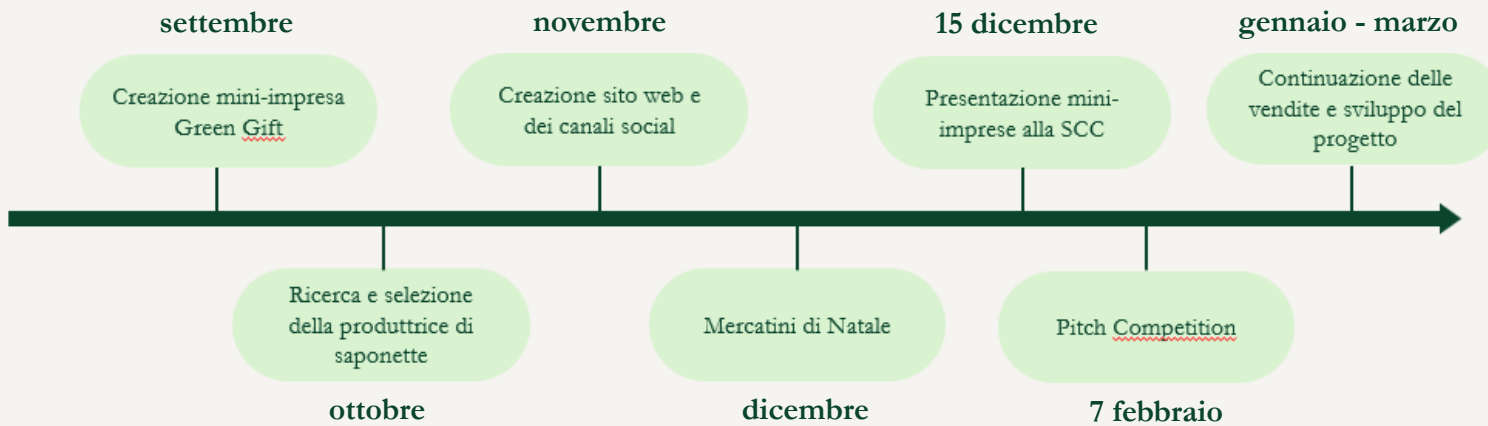 settembre
Creazione mini-impresa
Green Gift
Ricerca e selezione
della produttrice di
saponette
ottobre
novembre
Creazione sito web e
dei canali social
Mercatini di Natale
dicembre
15 dicembre
Presentazione mini-
imprese alla SCC
Pitch Competition
7 febbraio
gennaio - marzo
Continuazione delle
vendite e sviluppo del
progetto